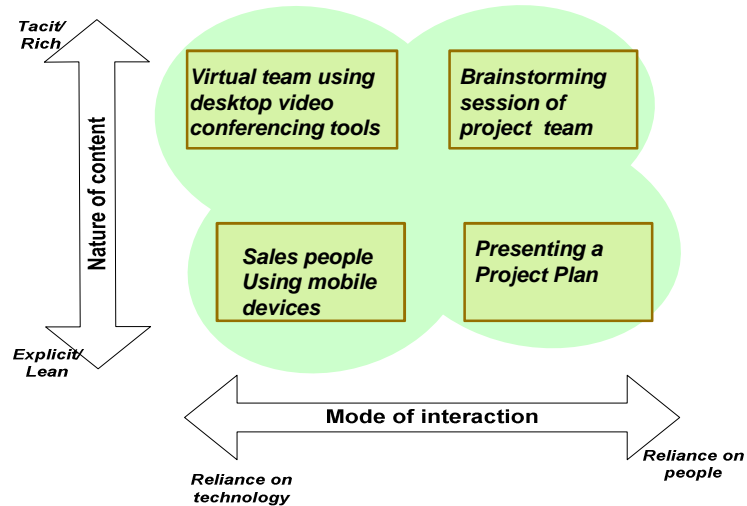 Tacit/
Rich
Virtual team using
desktop video
conferencing tools
Brainstorming
session of
project team
Nature of content
Sales people
Using mobile
devices
Presenting a
Project Plan
Explicit/
Lean
Mode of interaction
Reliance on
technology
Reliance on
people